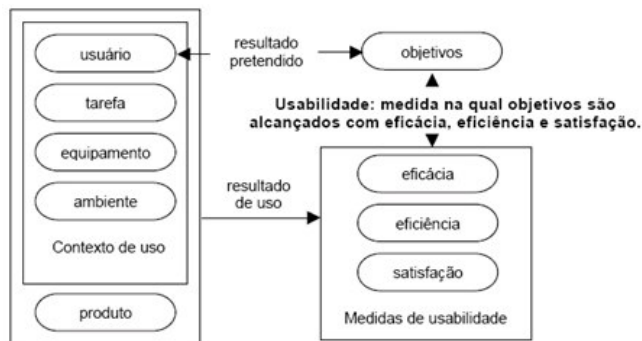 usuário
tarefa
equipamento
ambiente
Contexto de uso
produto
resultado
pretendido
objetivos
Usabilidade: medida na qual objetivos são
alcançados com eficácia, eficiência e satisfação.
resultado
de uso
eficácia
eficiência
satisfação
Medidas de usabilidade